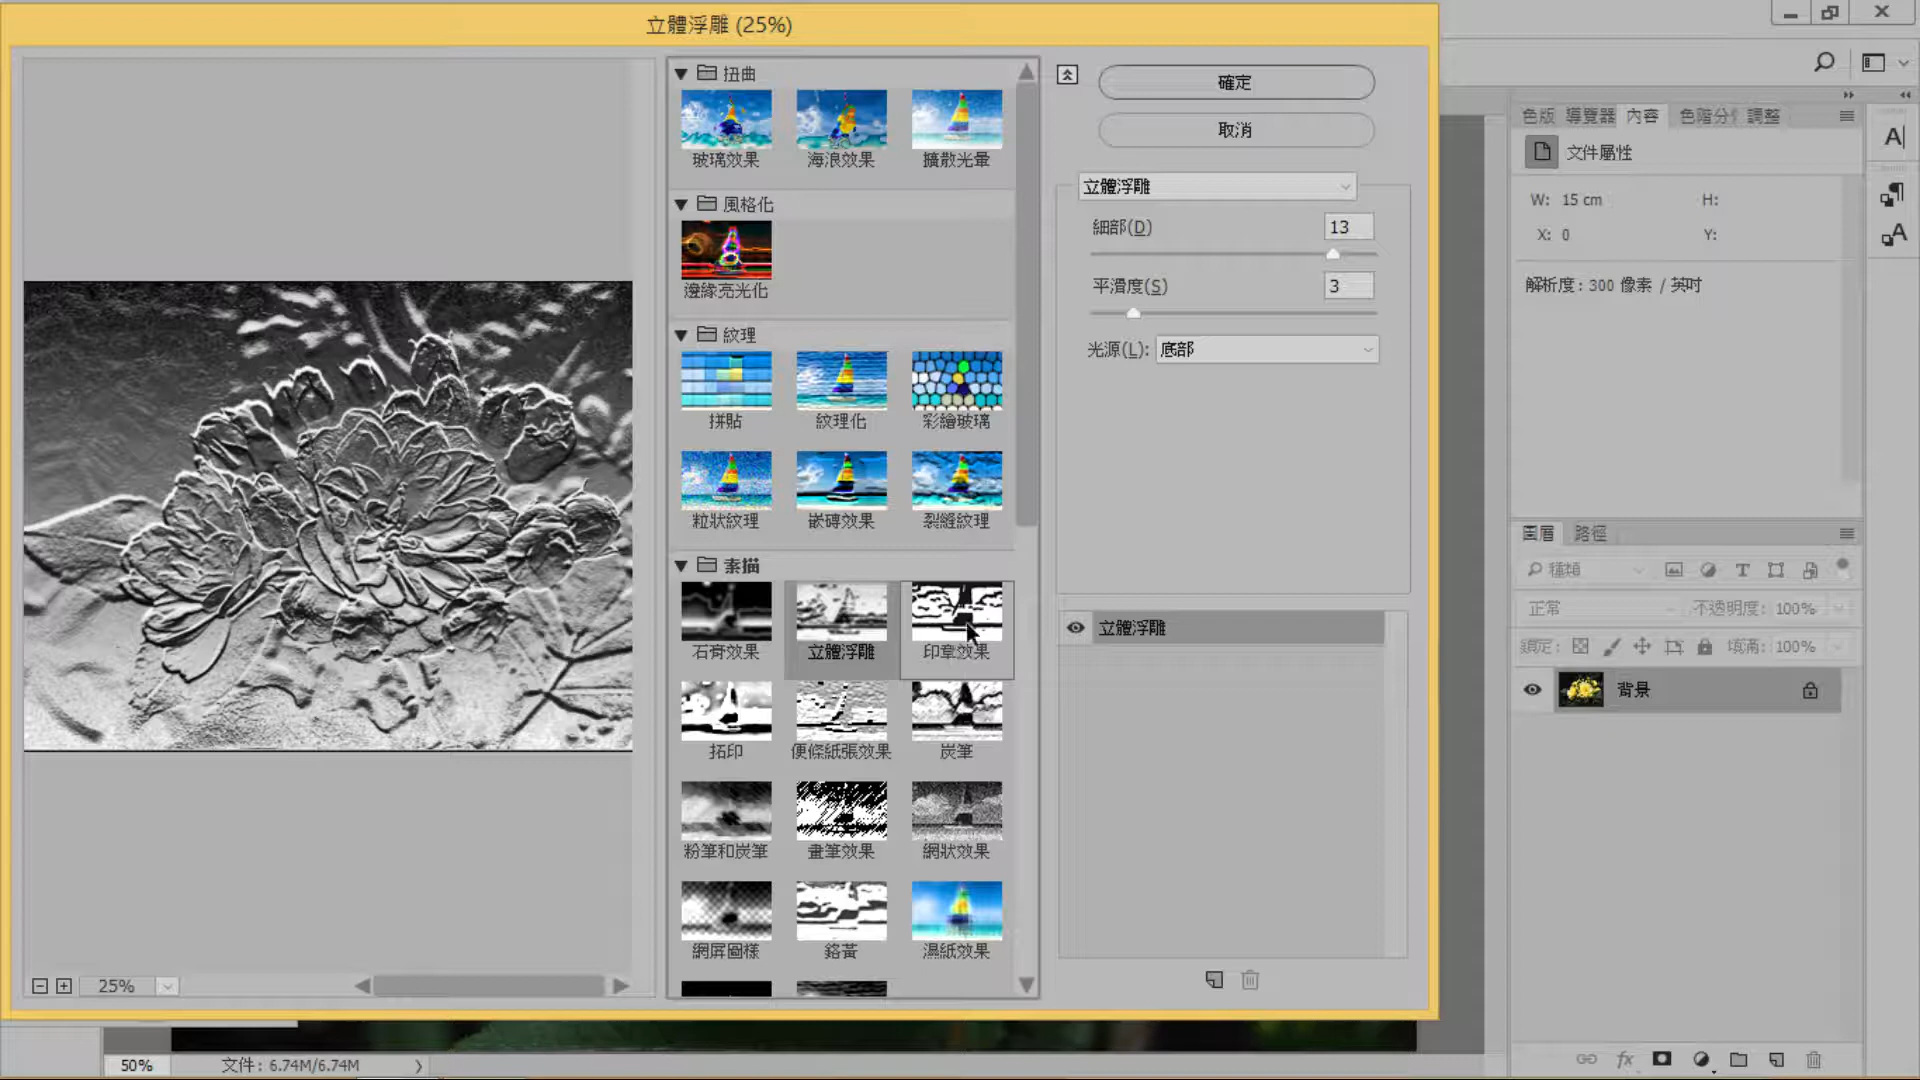 立體浮雕 (25%)
扭曲
玻璃效果
海浪效果
擴散光暈
風格化
邊緣亮光化
紋理
拼貼
紋理化
彩繪玻璃
粒狀紋理
嵌磚效果
裂縫紋理
素描
石膏效果
立體浮雕
印章效果
拓印
便條紙張效果
炭筆
粉筆和炭筆
畫筆效果
網狀效果
網屏圖樣
鉻黃
濕紙效果
25%
確定
取消
立體浮雕
細部(D)
13
平滑度(S)
3
光源(L): 底部
立體浮雕
色版 導覽器 內容 色階分 調整
文件屬性
W: 15 cm H:
X: 0 Y:
解析度: 300 像素 / 英吋
圖層 路徑
種類
正常 不透明度: 100%
鎖定: 填滿: 100%
背景
fx
50% 文件: 6.74M/6.74M